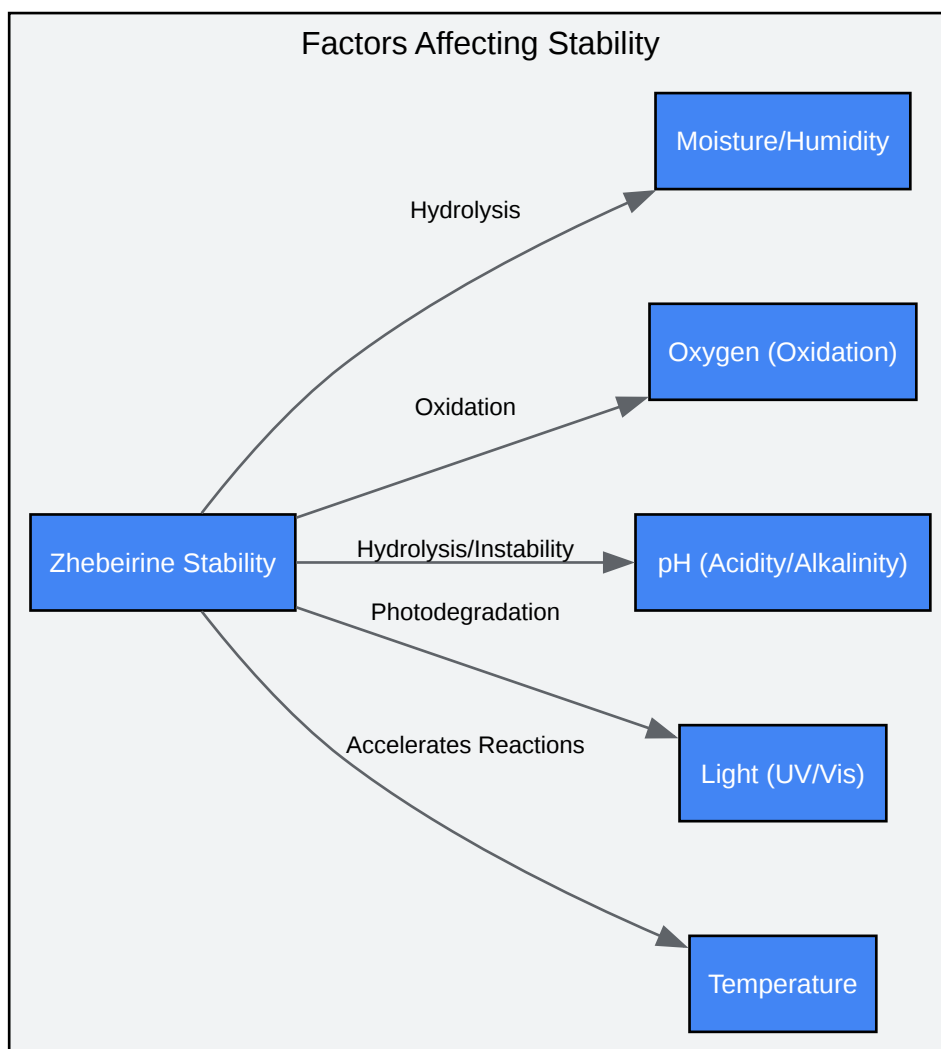 Factors Affecting Stability
Moisture/Humidity
Hydrolysis
Oxygen (Oxidation)
Oxidation
Zhebeirine Stability
Hydrolysis/Instability
pH (Acidity/Alkalinity)
Photodegradation
Light (UV/Vis)
Accelerates Reactions
Temperature